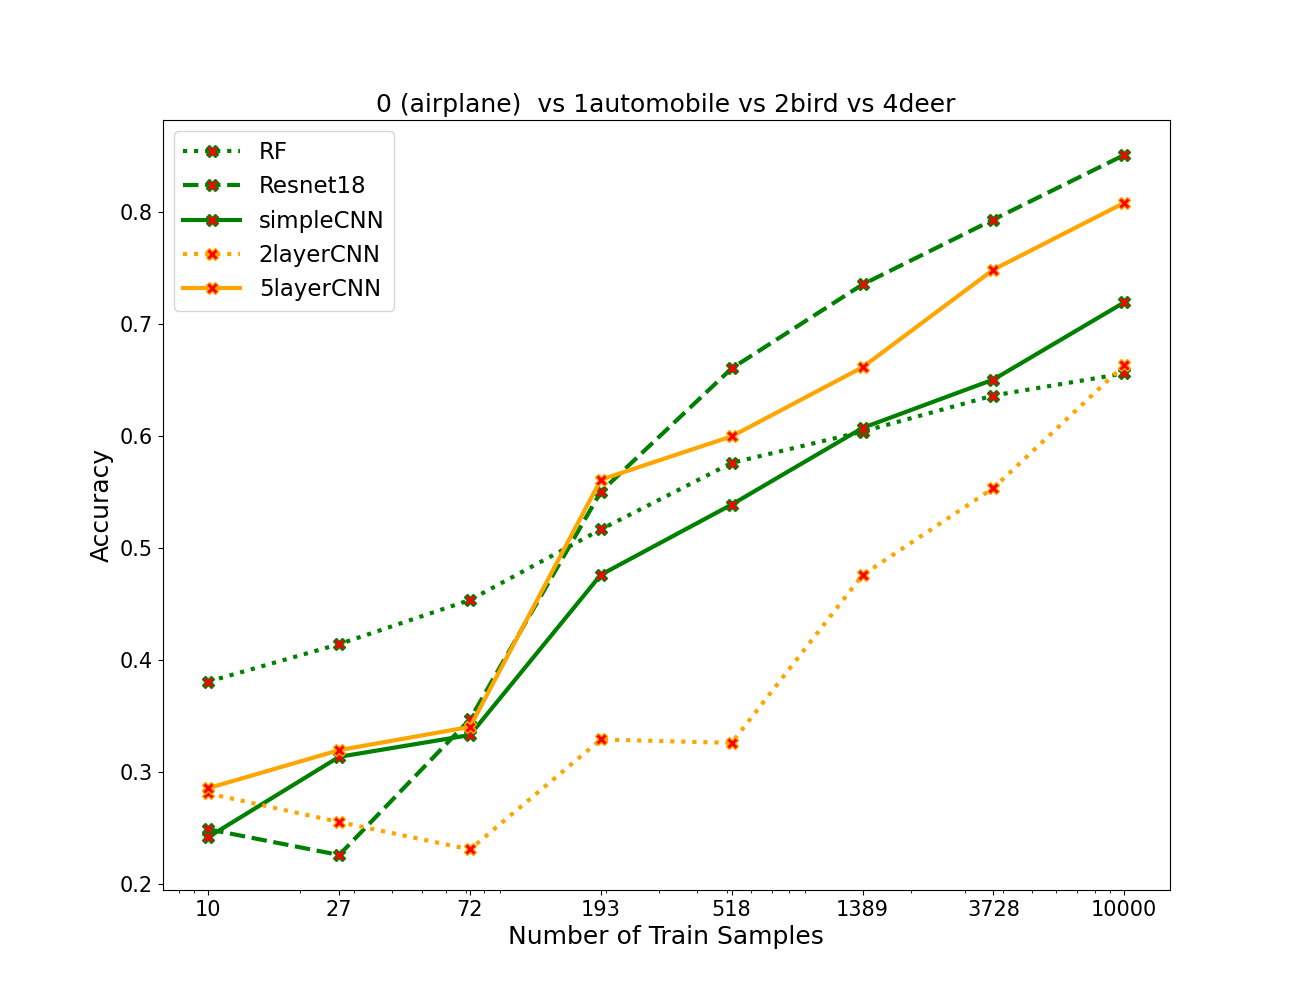 0 (airplane)  vs 1automobile vs 2bird vs 4deer
RF
Resnet18
simpleCNN
2layerCNN
5layerCNN
Accuracy
0.8
0.7
0.6
0.5
0.4
0.3
0.2
10 27 72 193 518 1389 3728 10000
Number of Train Samples